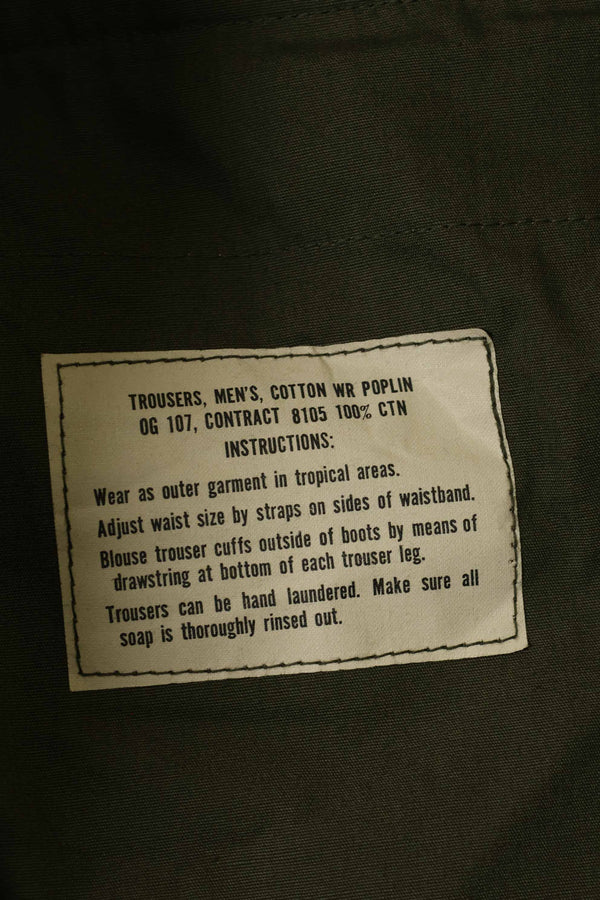 TROUSERS, MEN'S, COTTON WR POPLIN
OG 107, CONTRACT 8105 100% CTN
INSTRUCTIONS:
Wear as outer garment in tropical areas.
Adjust waist size by straps on sides of waistband.
Blouse trouser cuffs outside of boots by means of
drawstring at bottom of each trouser leg.
Trousers can be hand laundered. Make sure all
soap is thoroughly rinsed out.